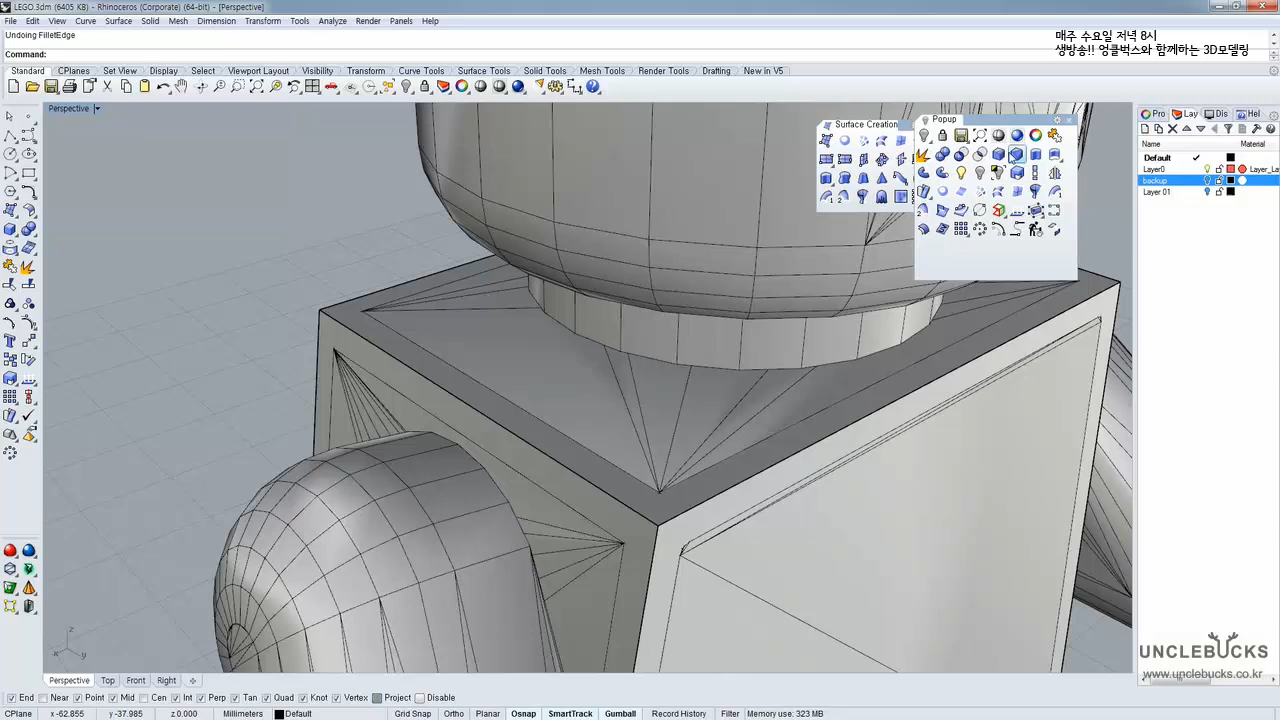 LEGO.3dm (6405 KB) - Rhinoceros (Corporate) (64-bit) - [Perspective]
File Edit View Curve Surface Solid Mesh Dimension Transform Tools Analyze Render Panels Help
Undoing FilletEdge
매주 수요일 저녁 8시
Command:
생방송!! 엉클벅스와 함께하는 3D모델링
Standard CPlanes Set View Display Select Viewport Layout Visibility Transform Curve Tools Surface Tools Solid Tools Mesh Tools Render Tools Drafting New in V5
Perspective
Surface Creation
Popup
Pro Lay Dis Hel
Name Material
Default
Layer0 Layer_La
backup
Layer 01
z
x y
UNCLEBUCKS
www.unclebucks.co.kr
Perspective Top Front Right
End Near Point Mid Cen Int Perp Tan Quad Knot Vertex Project Disable
CPlane x -62.855 y -37.985 z 0.000 Millimeters Default Grid Snap Ortho Planar Osnap SmartTrack Gumball Record History Filter Memory use: 323 MB